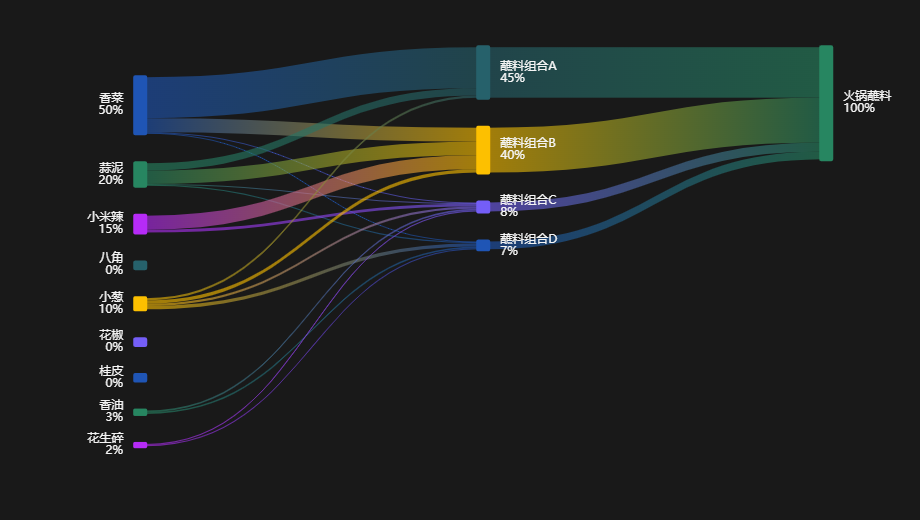 香菜
50%
蒜泥
20%
小米辣
15%
八角
0%
小葱
10%
花椒
0%
桂皮
0%
香油
3%
花生碎
2%
蘸料组合A
45%
蘸料组合B
40%
蘸料组合C
8%
蘸料组合D
7%
火锅蘸料
100%